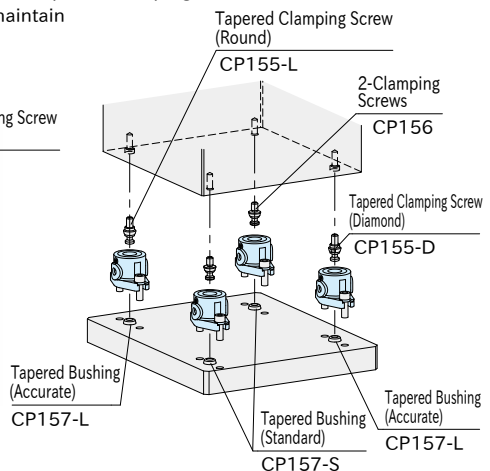 maintain
Tapered Clamping Screw
(Round)
CP155-L
Screw
2-Clamping
Screws
CP156
Tapered Clamping Screw
(Diamond)
CP155-D
Tapered Bushing
(Accurate)
CP157-L
Tapered Bushing
(Standard)
CP157-S
Tapered Bushing
(Accurate)
CP157-L